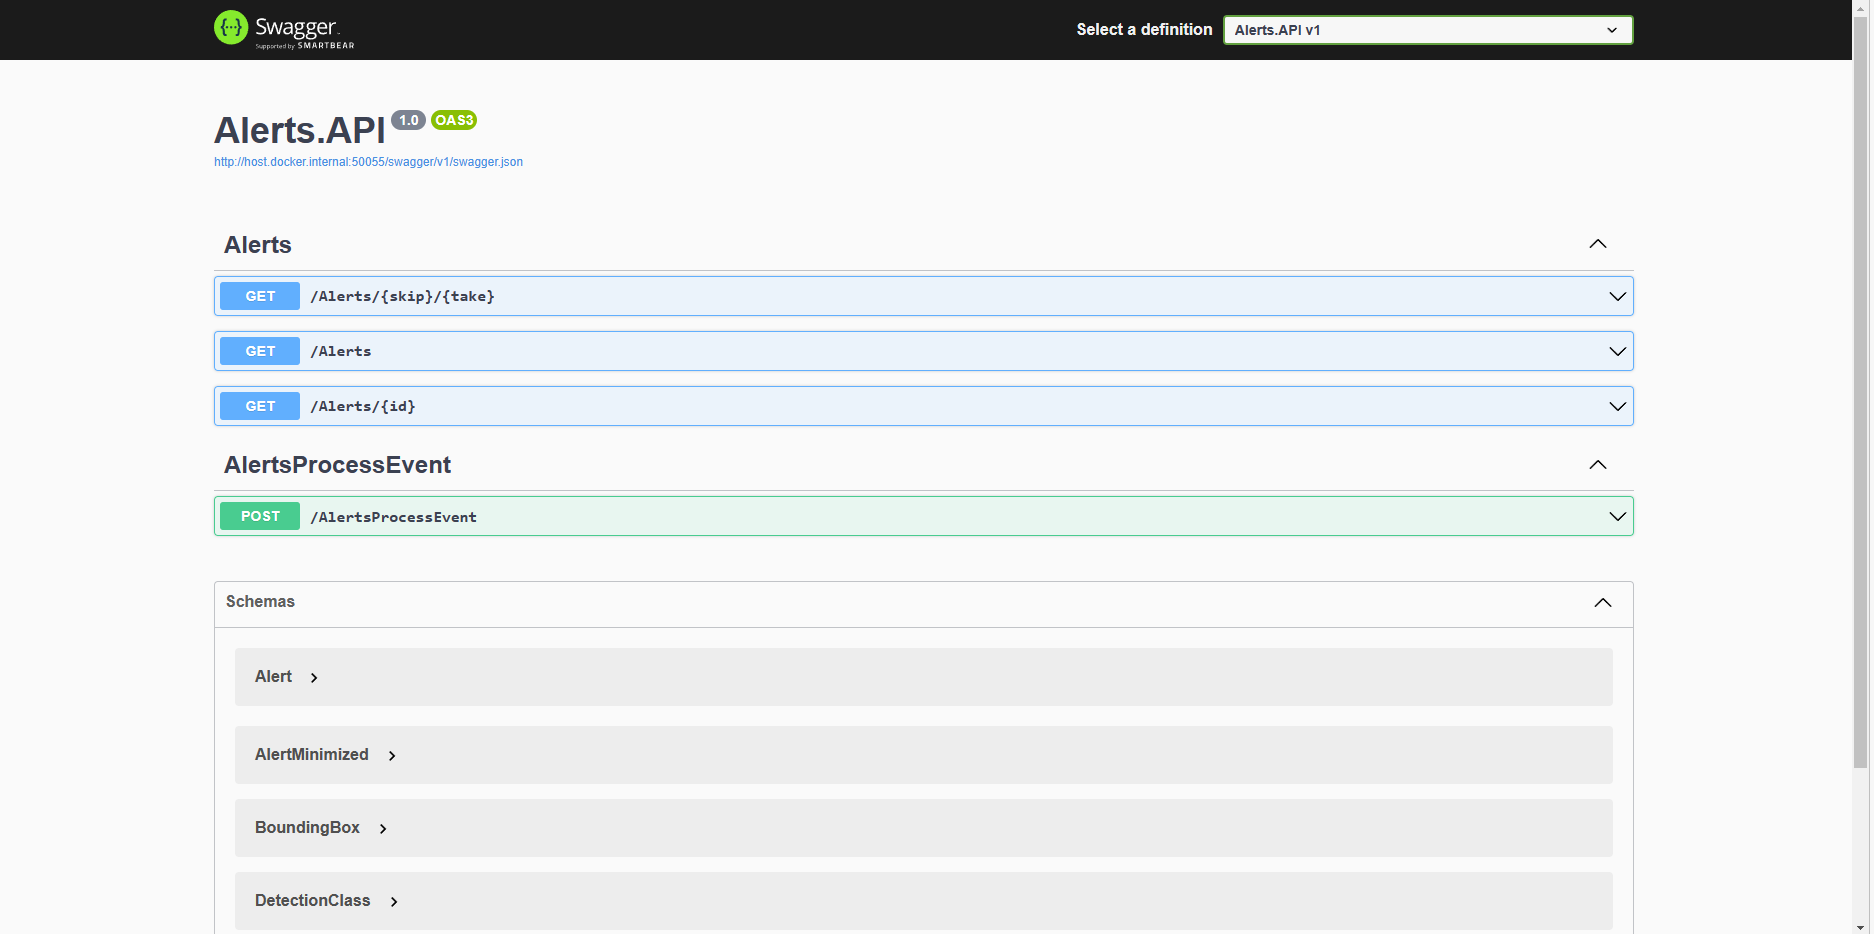 {···} Swagger
Supported by SMARTBEAR
Select a definition
Alerts.API v1
Alerts.API 1.0 OAS3
http://host.docker.internal:50055/swagger/v1/swagger.json
Alerts
GET /Alerts/{skip}/{take}
GET /Alerts
GET /Alerts/{id}
AlertsProcessEvent
POST /AlertsProcessEvent
Schemas
Alert
AlertMinimized
BoundingBox
DetectionClass